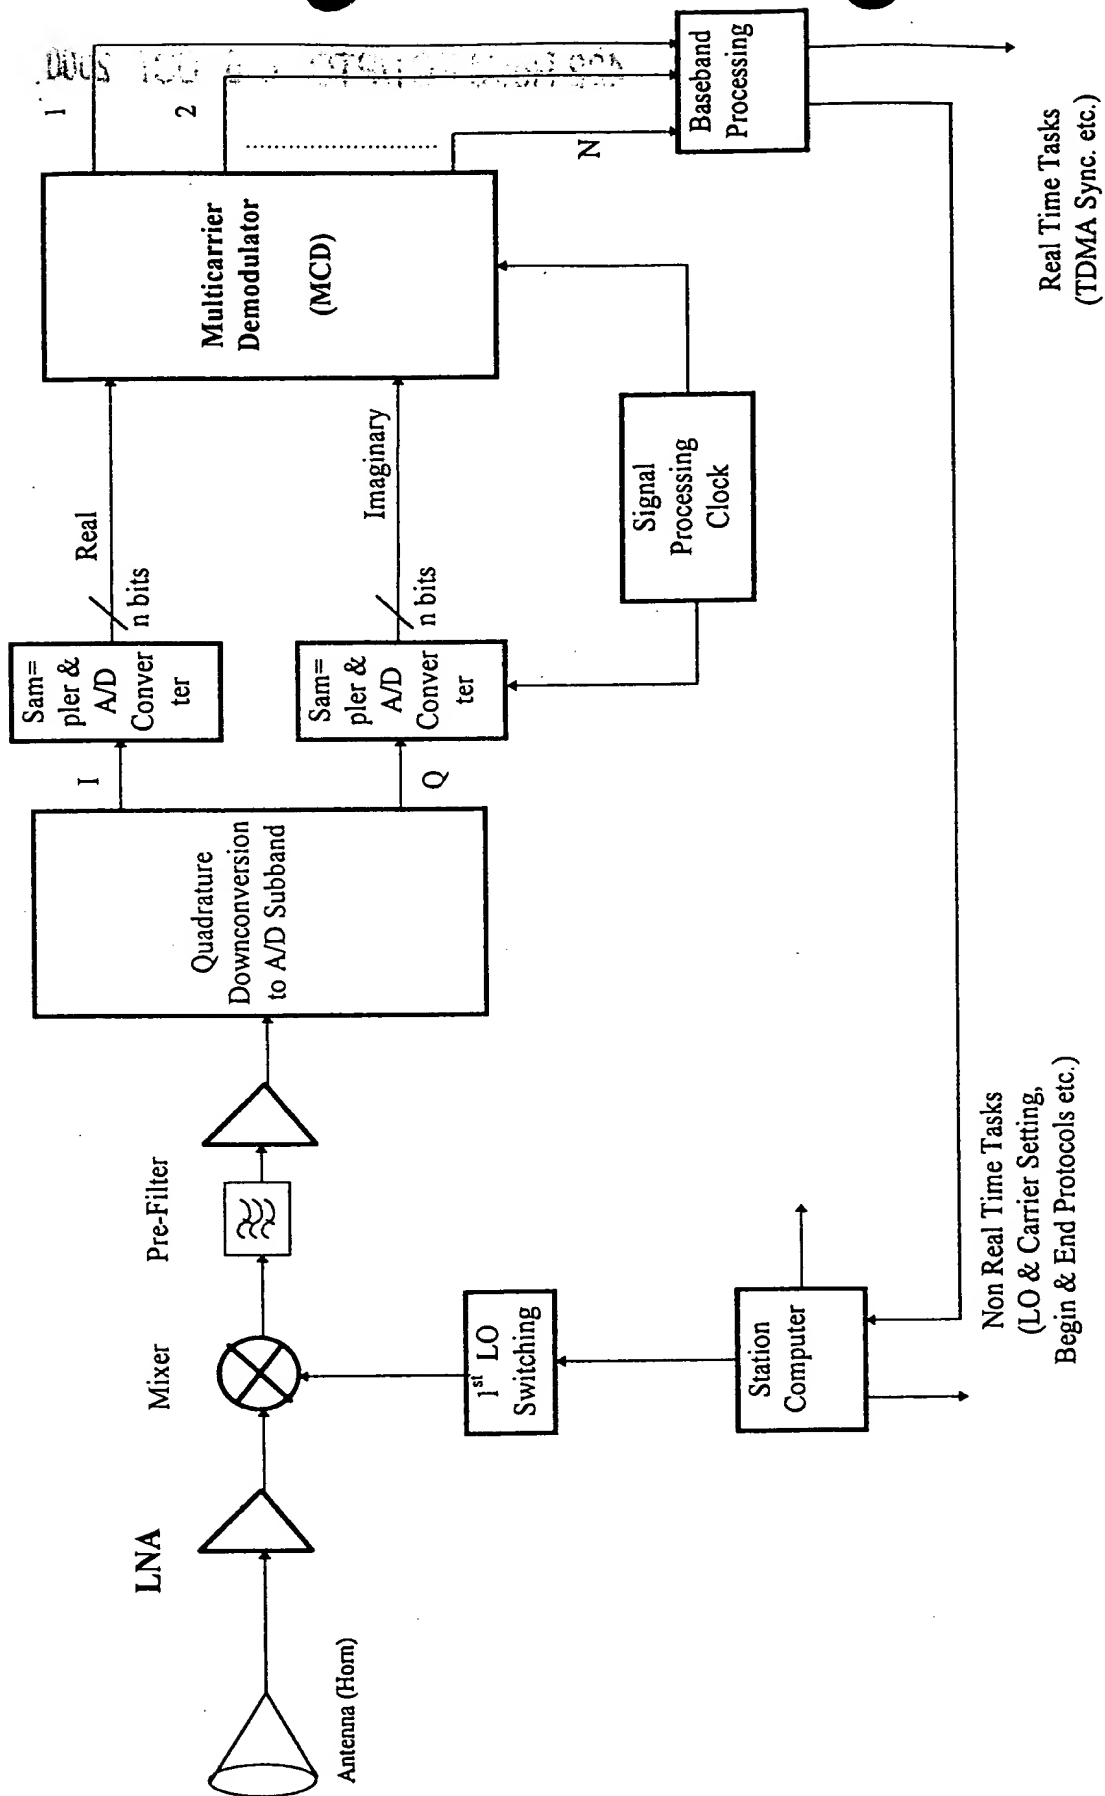 Antenna (Horn)
LNA
Mixer
Pre-Filter
1st LO
Switching
Station
Computer
Non Real Time Tasks
(LO & Carrier Setting,
Begin & End Protocols etc.)
Quadrature
Downconversion
to A/D Subband
I
Q
Sam=
pler &
A/D
Conver
ter
Sam=
pler &
A/D
Conver
ter
Real
n bits
Imaginary
n bits
Signal
Processing
Clock
Multicarrier
Demodulator
(MCD)
1
2
N
Baseband
Processing
Real Time Tasks
(TDMA Sync. etc.)